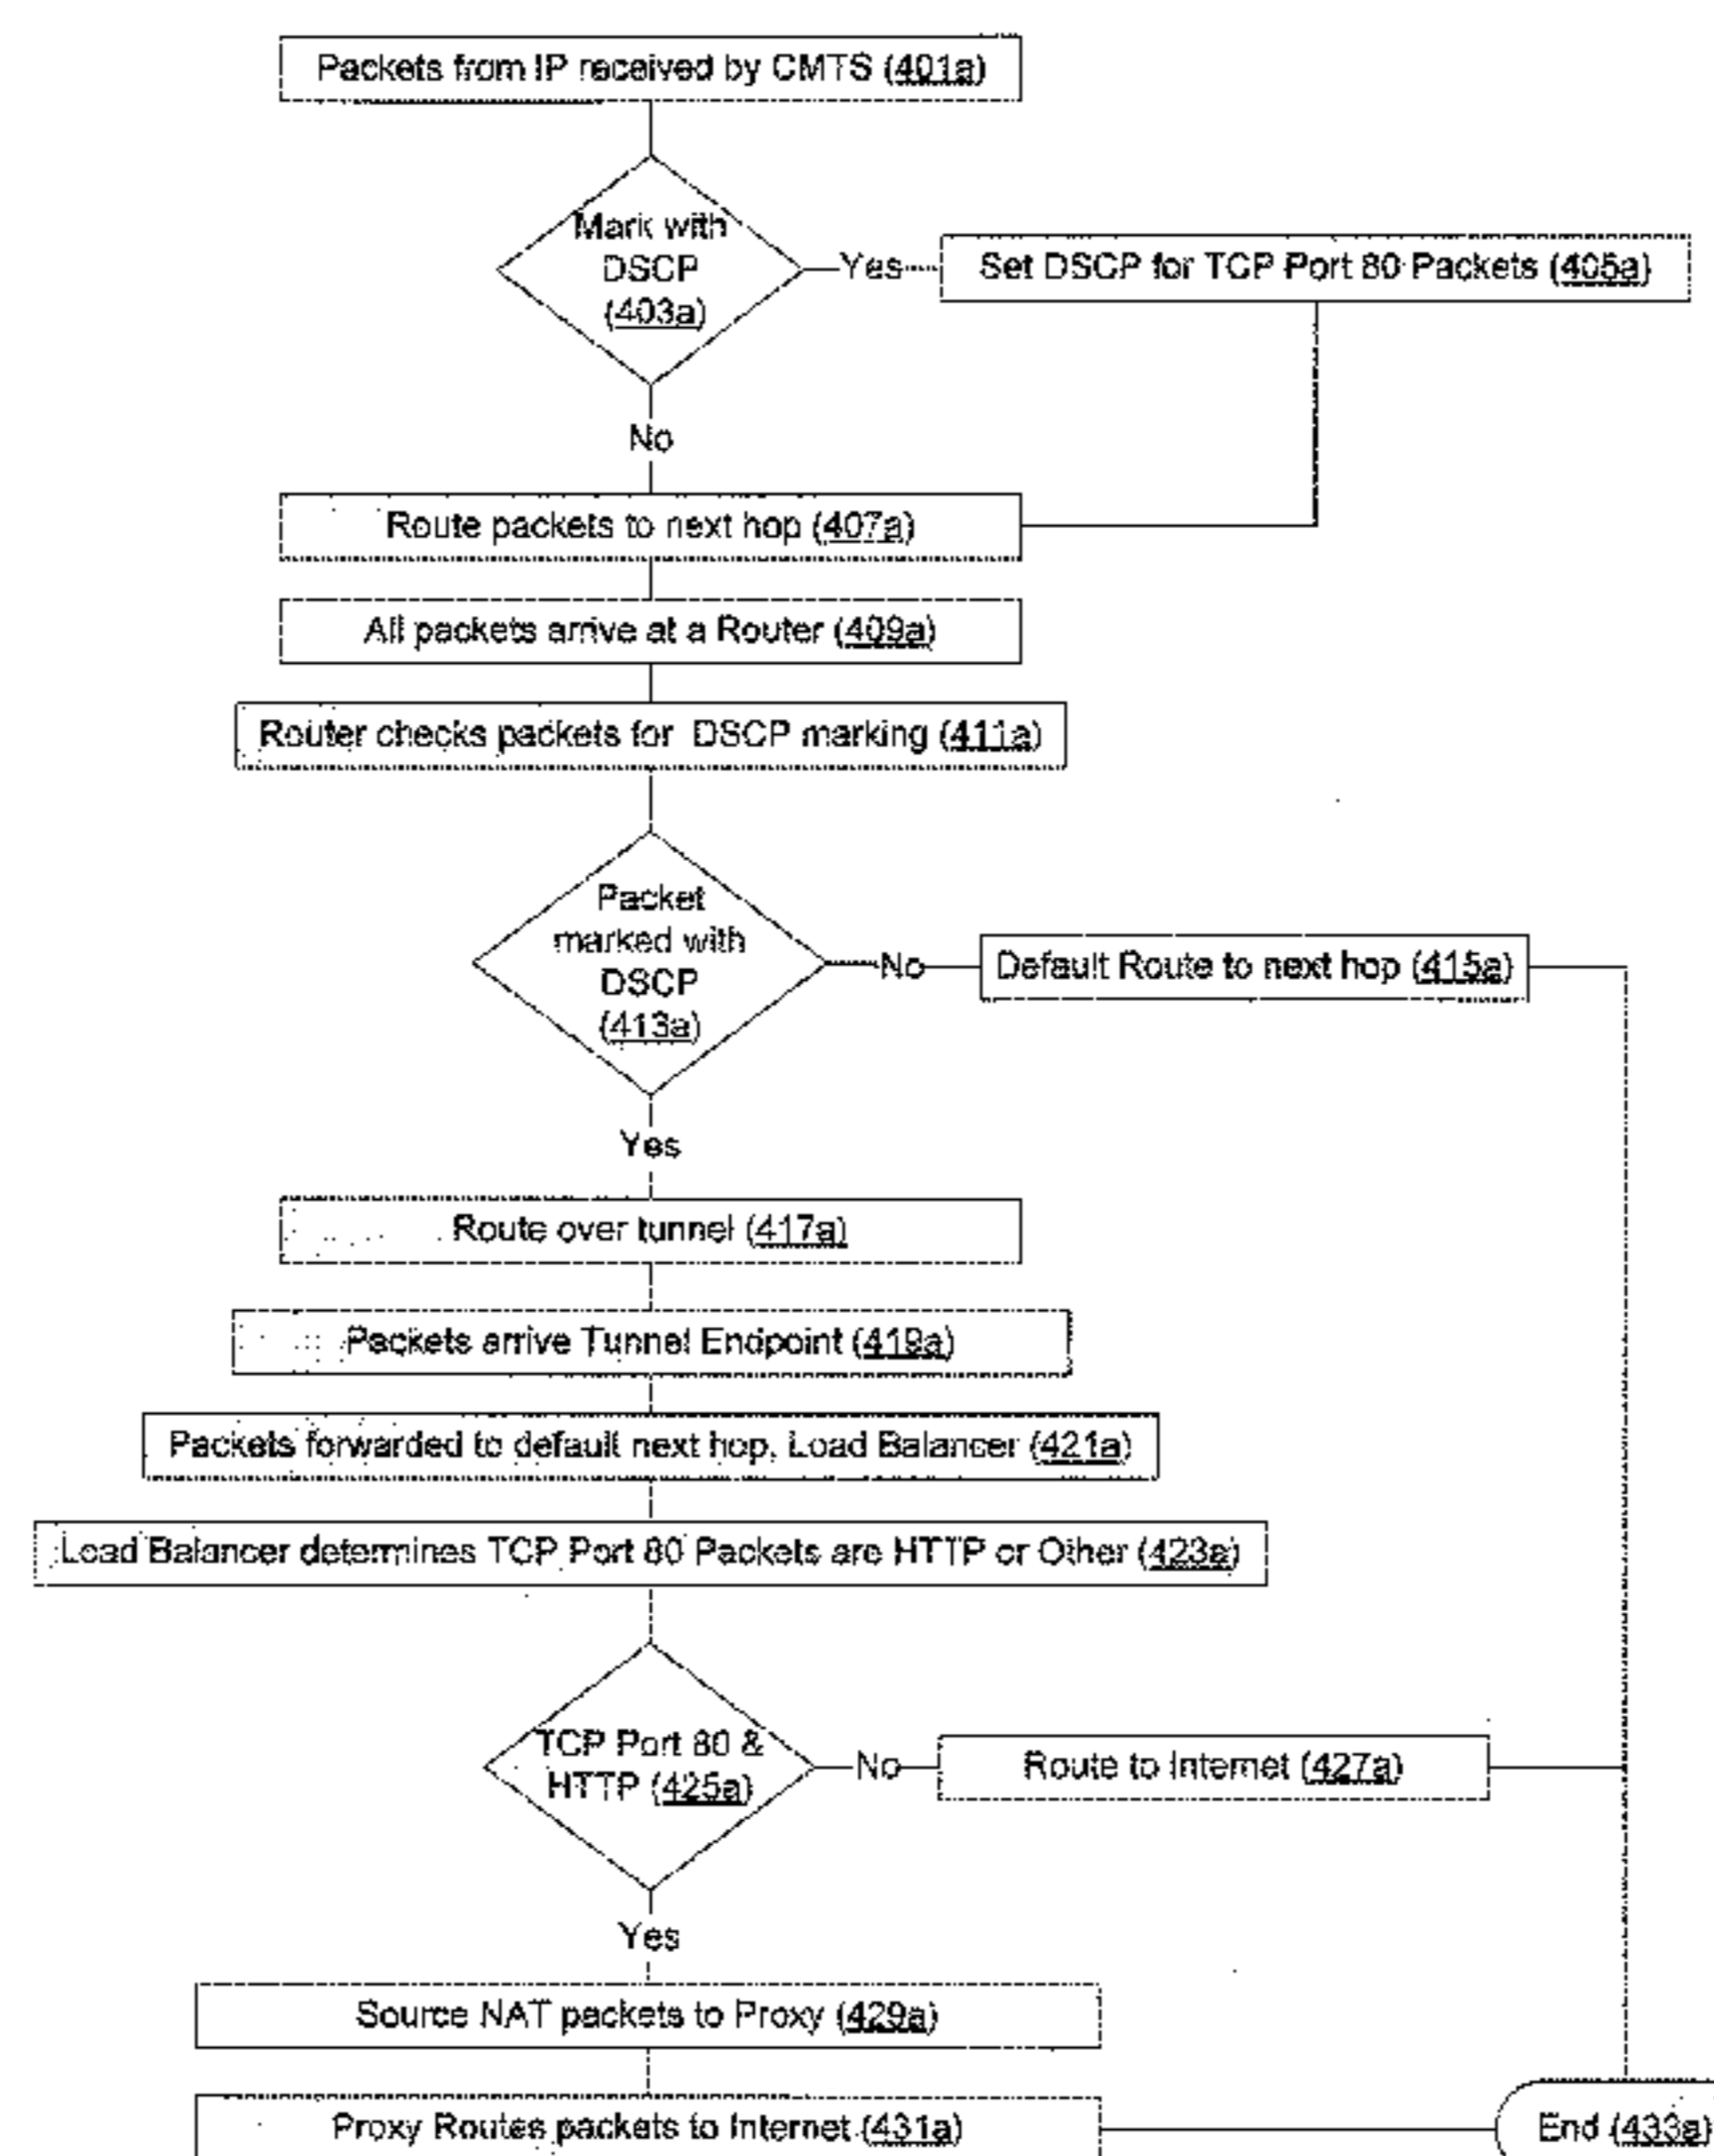 Packets from IP received by CMTS (401a)
Mark with
DSCP
(403a)
Yes
Set DSCP for TCP Port 80 Packets (405a)
No
Route packets to next hop (407a)
All packets arrive at a Router (409a)
Router checks packets for DSCP marking (411a)
Packet
marked with
DSCP
(413a)
No
Default Route to next hop (415a)
Yes
Route over tunnel (417a)
Packets arrive Tunnel Endpoint (419a)
Packets forwarded to default next hop, Load Balancer (421a)
Load Balancer determines TCP Port 80 Packets are HTTP or Other (423a)
TCP Port 80 &
HTTP (425a)
No
Route to Internet (427a)
Yes
Source NAT packets to Proxy (429a)
Proxy Routes packets to Internet (431a)
End (433a)